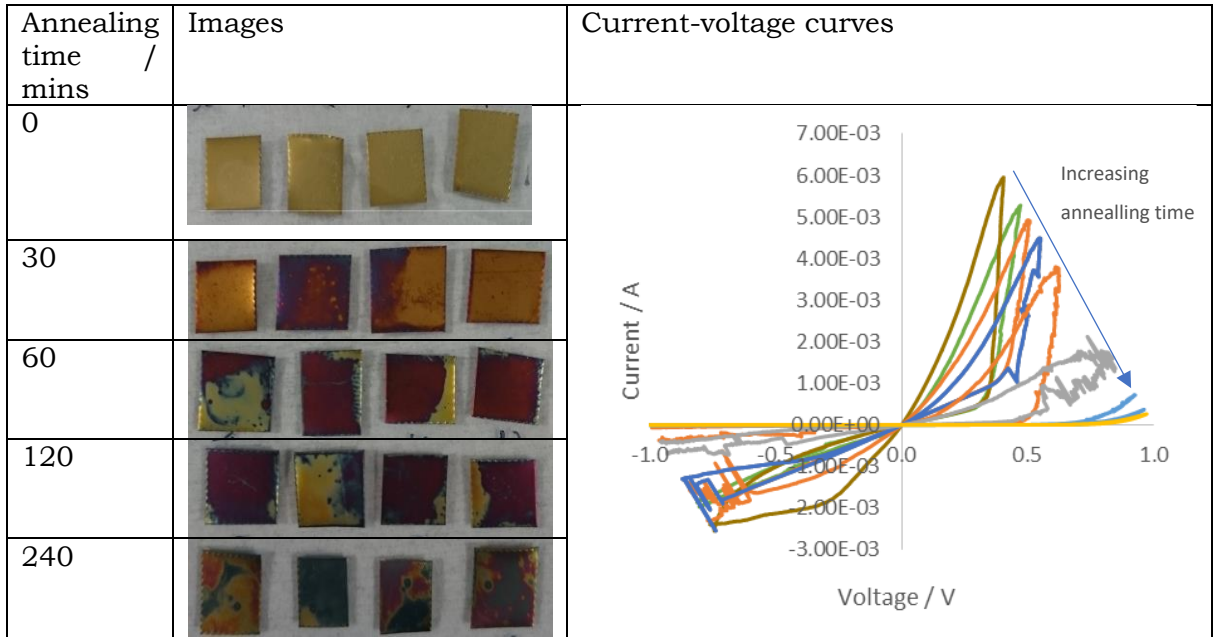 Annealing
time /
mins
Images
Current-voltage curves
0
30
60
120
240
7.00E-03
6.00E-03
5.00E-03
4.00E-03
3.00E-03
2.00E-03
1.00E-03
0.00E+00
-1.00E-03
-2.00E-03
-3.00E-03
-1.0
-0.5
0.0
0.5
1.0
Current / A
Voltage / V
Increasing
annealling time